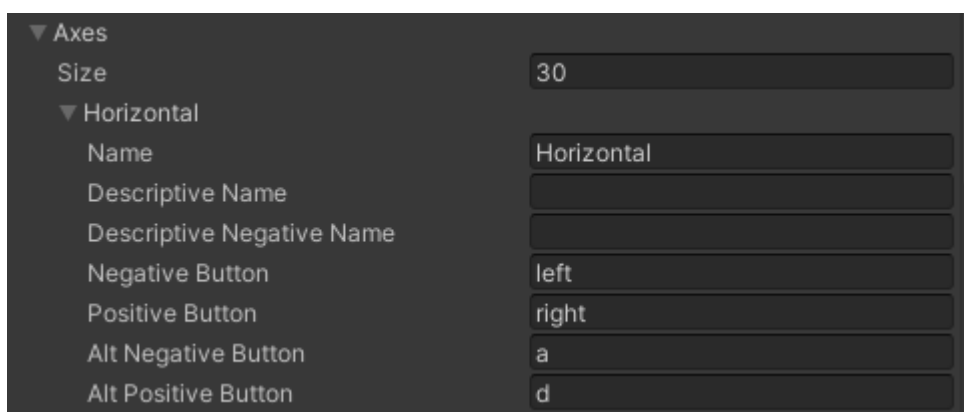 Axes
Size 30
Horizontal
Name Horizontal
Descriptive Name
Descriptive Negative Name
Negative Button left
Positive Button right
Alt Negative Button a
Alt Positive Button d